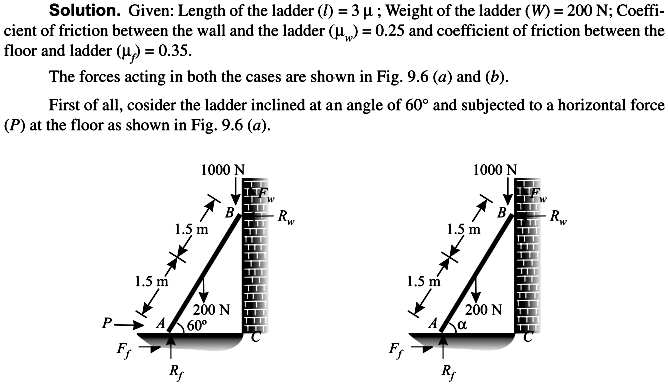 Solution. Given: Length of the ladder (l) = 3 μ ; Weight of the ladder (W) = 200 N; Coeffi-
cient of friction between the wall and the ladder (μw) = 0.25 and coefficient of friction between the
floor and ladder (μf) = 0.35.
The forces acting in both the cases are shown in Fig. 9.6 (a) and (b).
First of all, cosider the ladder inclined at an angle of 60° and subjected to a horizontal force
(P) at the floor as shown in Fig. 9.6 (a).
1000 N
Fw
B
Rw
1.5 m
1.5 m
200 N
P
A
60°
C
Ff
Rf
1000 N
Fw
B
Rw
1.5 m
1.5 m
200 N
A
α
C
Ff
Rf